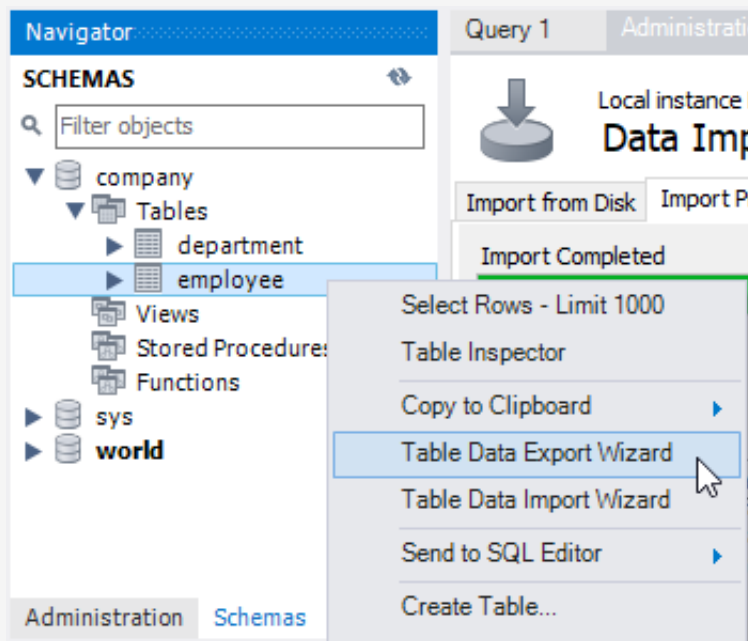 Navigator
SCHEMAS
Filter objects
company
Tables
department
employee
Views
Stored Procedures
Functions
sys
world
Administration Schemas
Query 1
Local instance
Data Imp
Import from Disk Import P
Import Completed
Select Rows - Limit 1000
Table Inspector
Copy to Clipboard
Table Data Export Wizard
Table Data Import Wizard
Send to SQL Editor
Create Table...